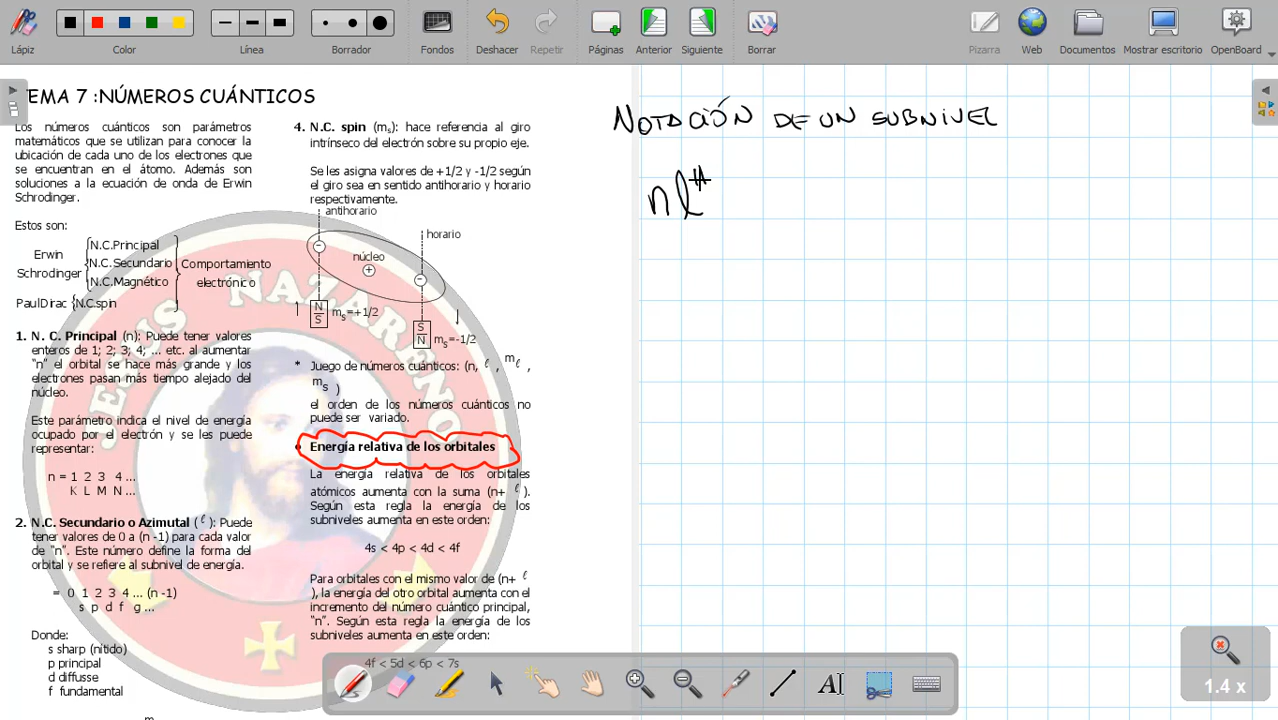 Lápiz
Color
Línea
Borrador
Fondos
Deshacer
Repetir
Páginas
Anterior
Siguiente
Borrar
Pizarra
Web
Documentos
Mostrar escritorio
OpenBoard
TEMA 7 :NÚMEROS CUÁNTICOS
Los números cuánticos son parámetros
matemáticos que se utilizan para conocer la
ubicación de cada uno de los electrones que
se encuentran en el átomo. Además son
soluciones a la ecuación de onda de Erwin
Schrodinger.
Estos son:
Erwin
Schrodinger
N.C.Principal
N.C.Secundario
N.C.Magnético
Comportamiento
electrónico
PaulDirac {N.C.spin
1. N. C. Principal (n): Puede tener valores
enteros de 1; 2; 3; 4; ... etc. al aumentar
"n" el orbital se hace más grande y los
electrones pasan más tiempo alejado del
núcleo.
Este parámetro indica el nivel de energía
ocupado por el electrón y se les puede
representar:
n = 1 2 3 4 ...
K L M N ...
2. N.C. Secundario o Azimutal (ℓ): Puede
tener valores de 0 a (n -1) para cada valor
de "n". Este número define la forma del
orbital y se refiere al subnivel de energía.
= 0 1 2 3 4 ... (n -1)
s p d f g ...
Donde:
s sharp (nítido)
p principal
d diffusse
f fundamental
m
4. N.C. spin (ms): hace referencia al giro
intrínseco del electrón sobre su propio eje.
Se les asigna valores de +1/2 y -1/2 según
el giro sea en sentido antihorario y horario
respectivamente.
antihorario
horario
núcleo
+
-
-
N
S
ms=+1/2
S
N
ms=-1/2
* Juego de números cuánticos: (n, ℓ , mℓ ,
ms )
el orden de los números cuánticos no
puede ser variado.
• Energía relativa de los orbitales
La energía relativa de los orbitales
atómicos aumenta con la suma (n+ ℓ ).
Según esta regla la energía de los
subniveles aumenta en este orden:
4s < 4p < 4d < 4f
Para orbitales con el mismo valor de (n+ ℓ
), la energía del otro orbital aumenta con el
incremento del número cuántico principal,
"n". Según esta regla la energía de los
subniveles aumenta en este orden:
4f < 5d < 6p < 7s
JESUS NAZARENO
NOTACIÓN DE UN SUBNIVEL
nℓ#
1.4 x